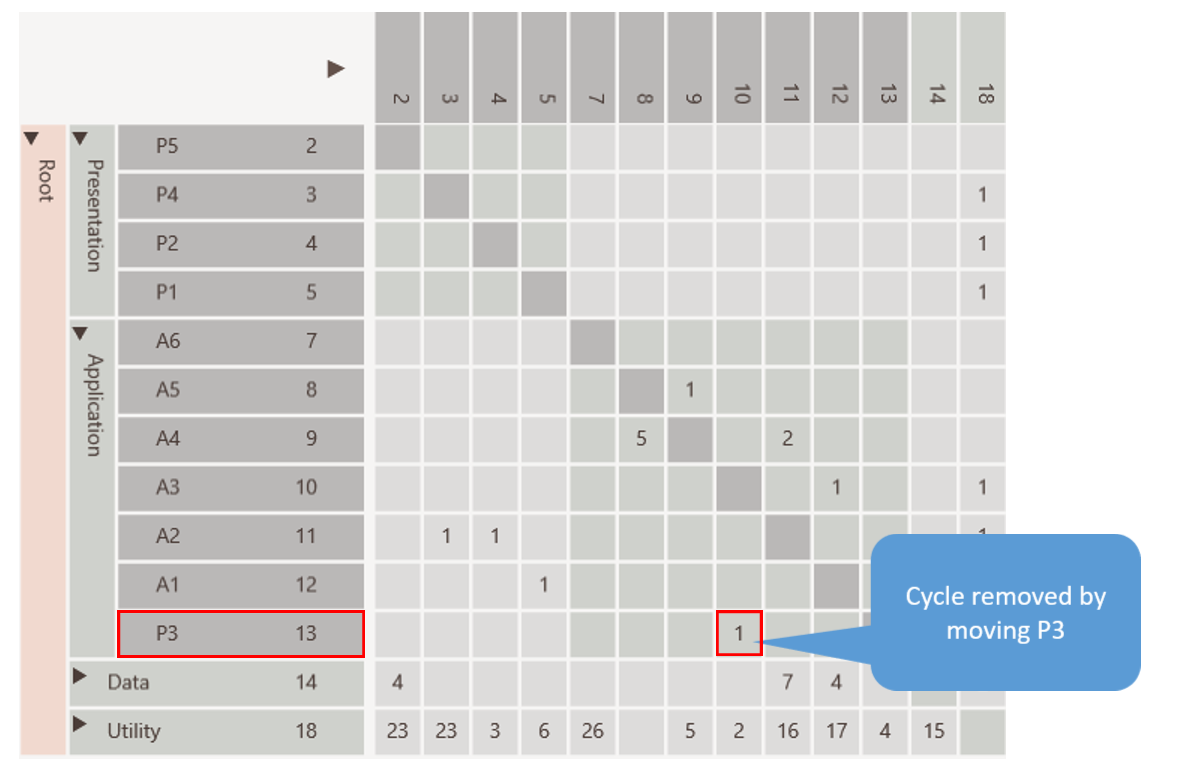 ▶ 2 3 4 5 7 8 9 10 11 12 13 14 18
Root
Presentation
P5 2
P4 3 1
P2 4 1
P1 5 1
Application
A6 7
A5 8 1
A4 9 5 2
A3 10 1 1
A2 11 1 1
A1 12 1
P3 13 1
Cycle removed by
moving P3
Data 14 4 7 4
Utility 18 23 23 3 6 26 5 2 16 17 4 15